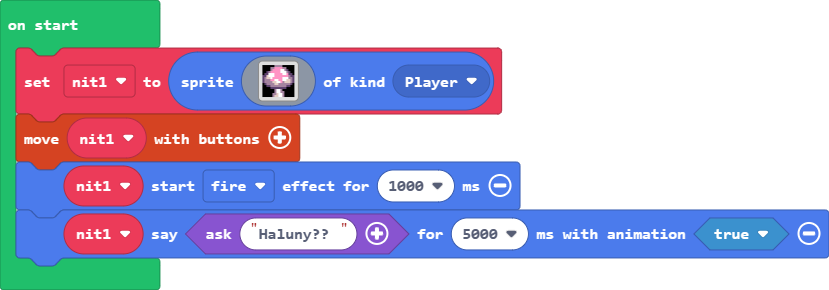 on start
set nit1 to sprite of kind Player
move nit1 with buttons
nit1 start fire effect for 1000 ms
nit1 say ask "Haluny?? " for 5000 ms with animation true